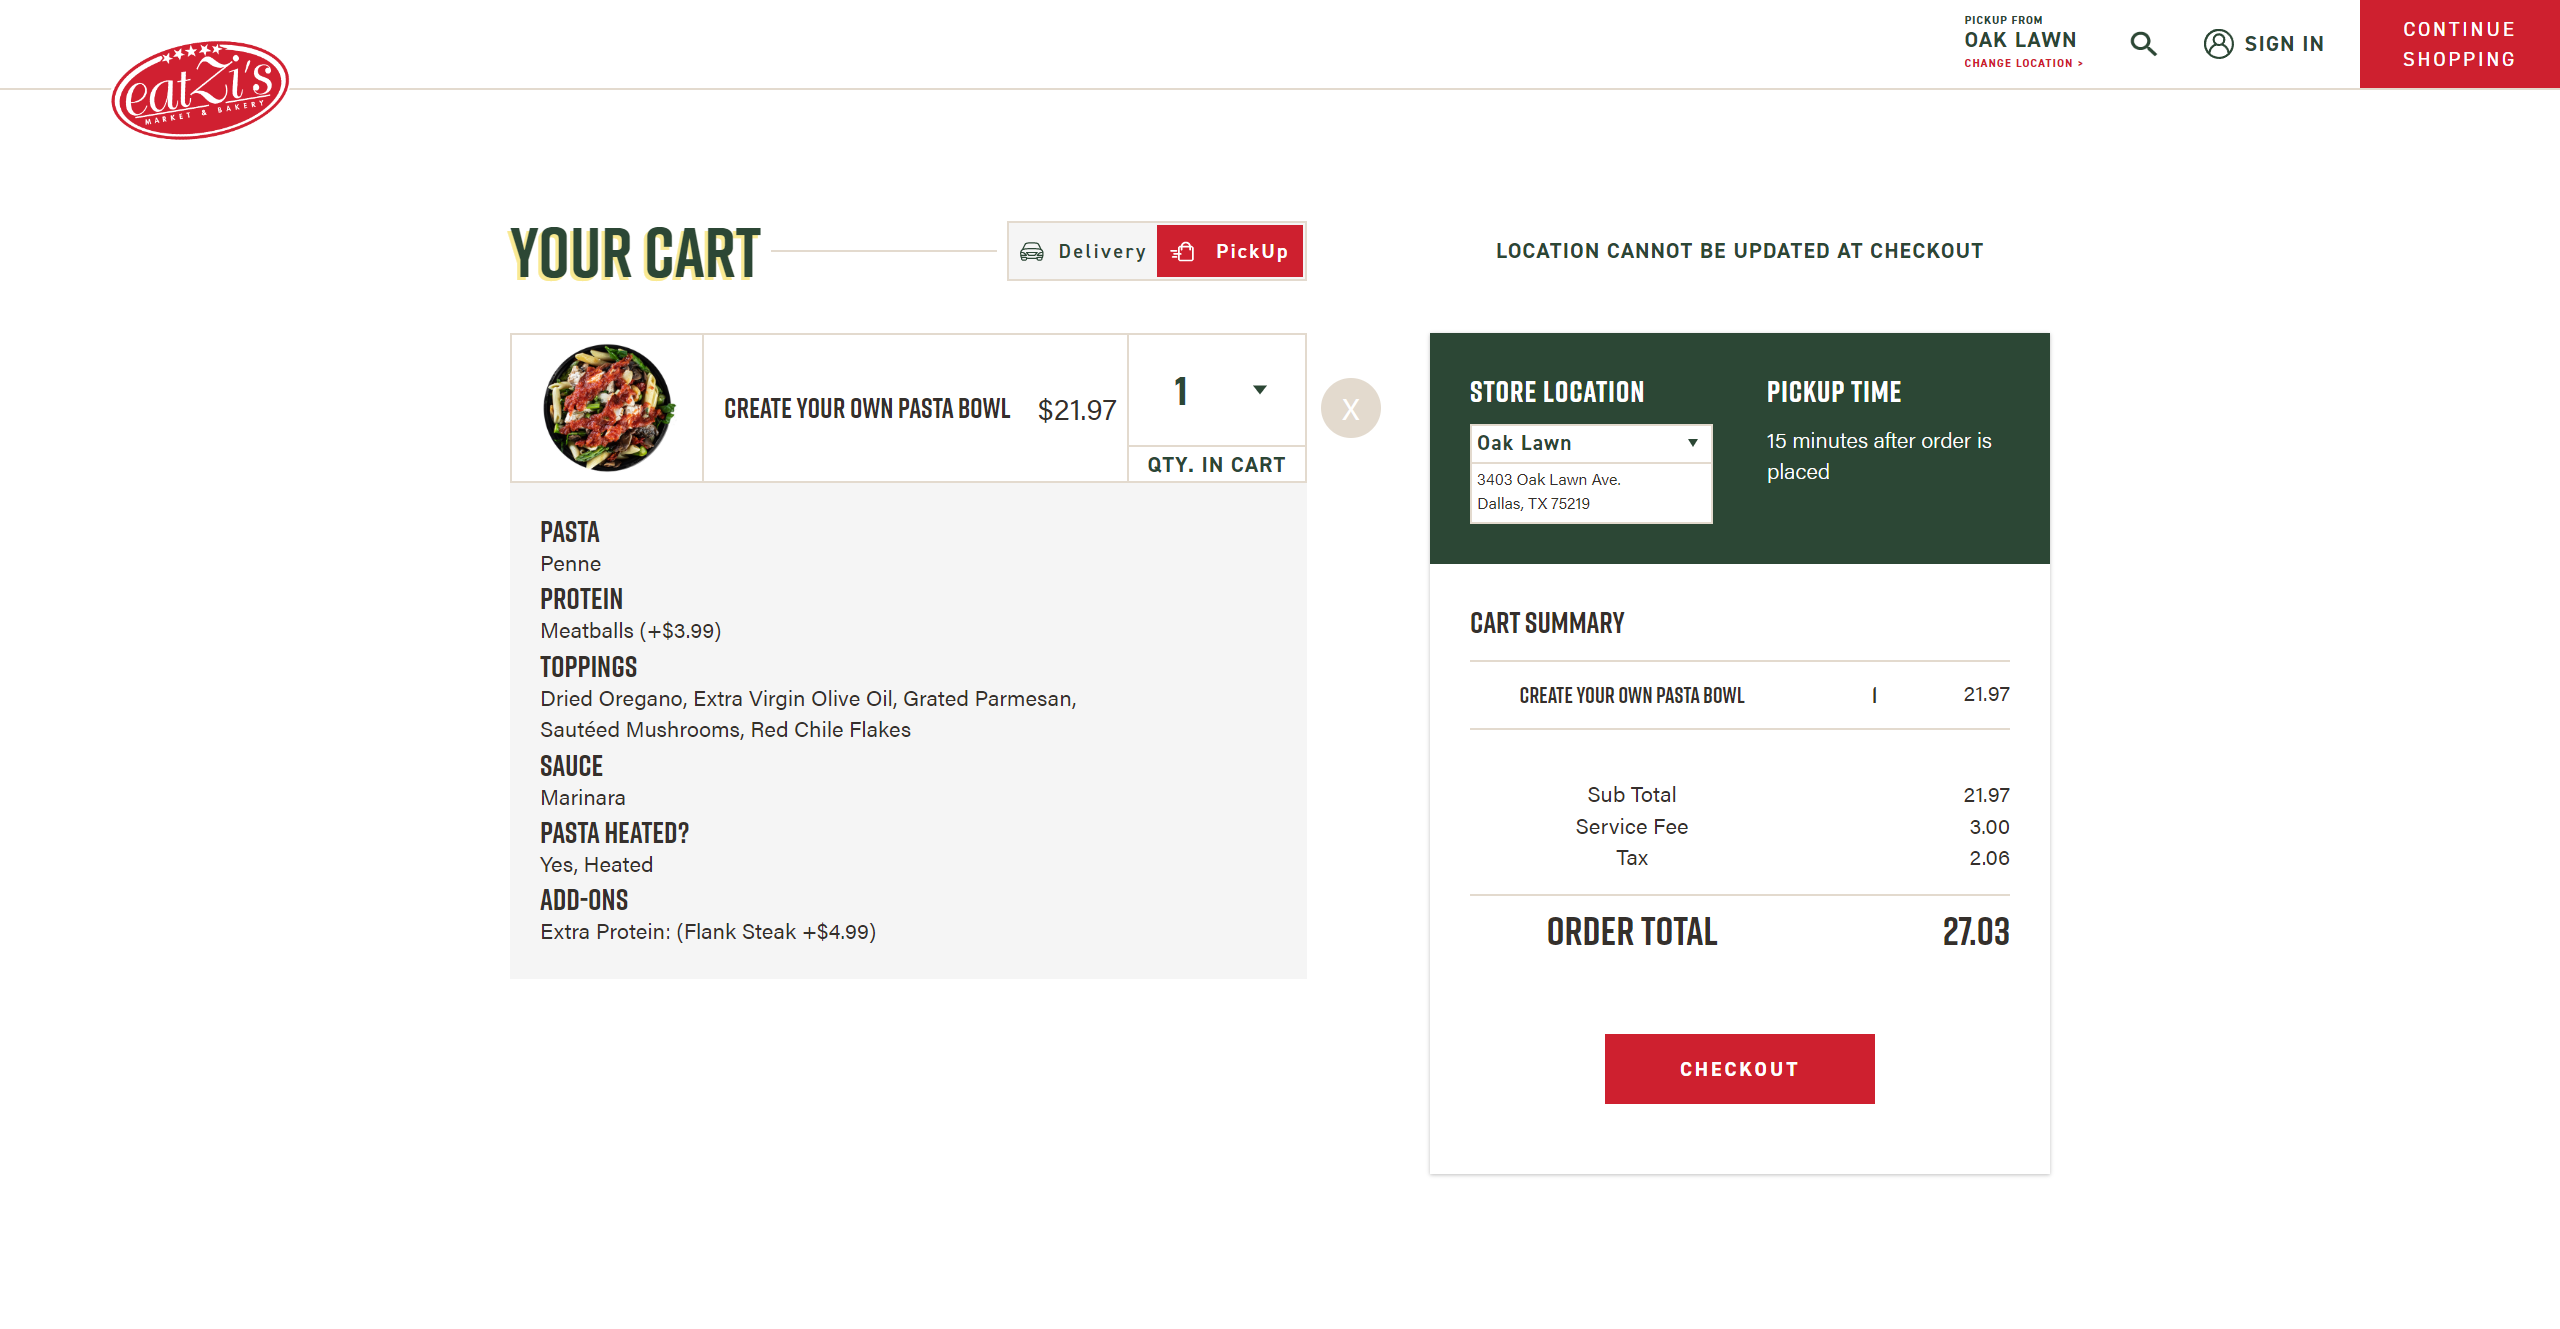 PICKUP FROM
OAK LAWN
CHANGE LOCATION >
SIGN IN
CONTINUE
SHOPPING
eatZi's
MARKET & BAKERY
YOUR CART
Delivery
PickUp
LOCATION CANNOT BE UPDATED AT CHECKOUT
CREATE YOUR OWN PASTA BOWL
$21.97
1
QTY. IN CART
X
PASTA
Penne
PROTEIN
Meatballs (+$3.99)
TOPPINGS
Dried Oregano, Extra Virgin Olive Oil, Grated Parmesan,
Sautéed Mushrooms, Red Chile Flakes
SAUCE
Marinara
PASTA HEATED?
Yes, Heated
ADD-ONS
Extra Protein: (Flank Steak +$4.99)
STORE LOCATION
Oak Lawn
3403 Oak Lawn Ave.
Dallas, TX 75219
PICKUP TIME
15 minutes after order is
placed
CART SUMMARY
CREATE YOUR OWN PASTA BOWL 1 21.97
Sub Total 21.97
Service Fee 3.00
Tax 2.06
ORDER TOTAL 27.03
CHECKOUT